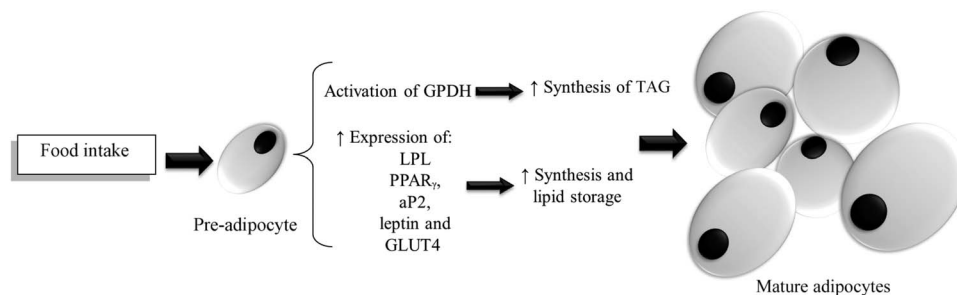 Food intake
Pre-adipocyte
Activation of GPDH
↑ Synthesis of TAG
↑ Expression of:
LPL
PPARγ,
aP2,
leptin and
GLUT4
↑ Synthesis and
lipid storage
Mature adipocytes